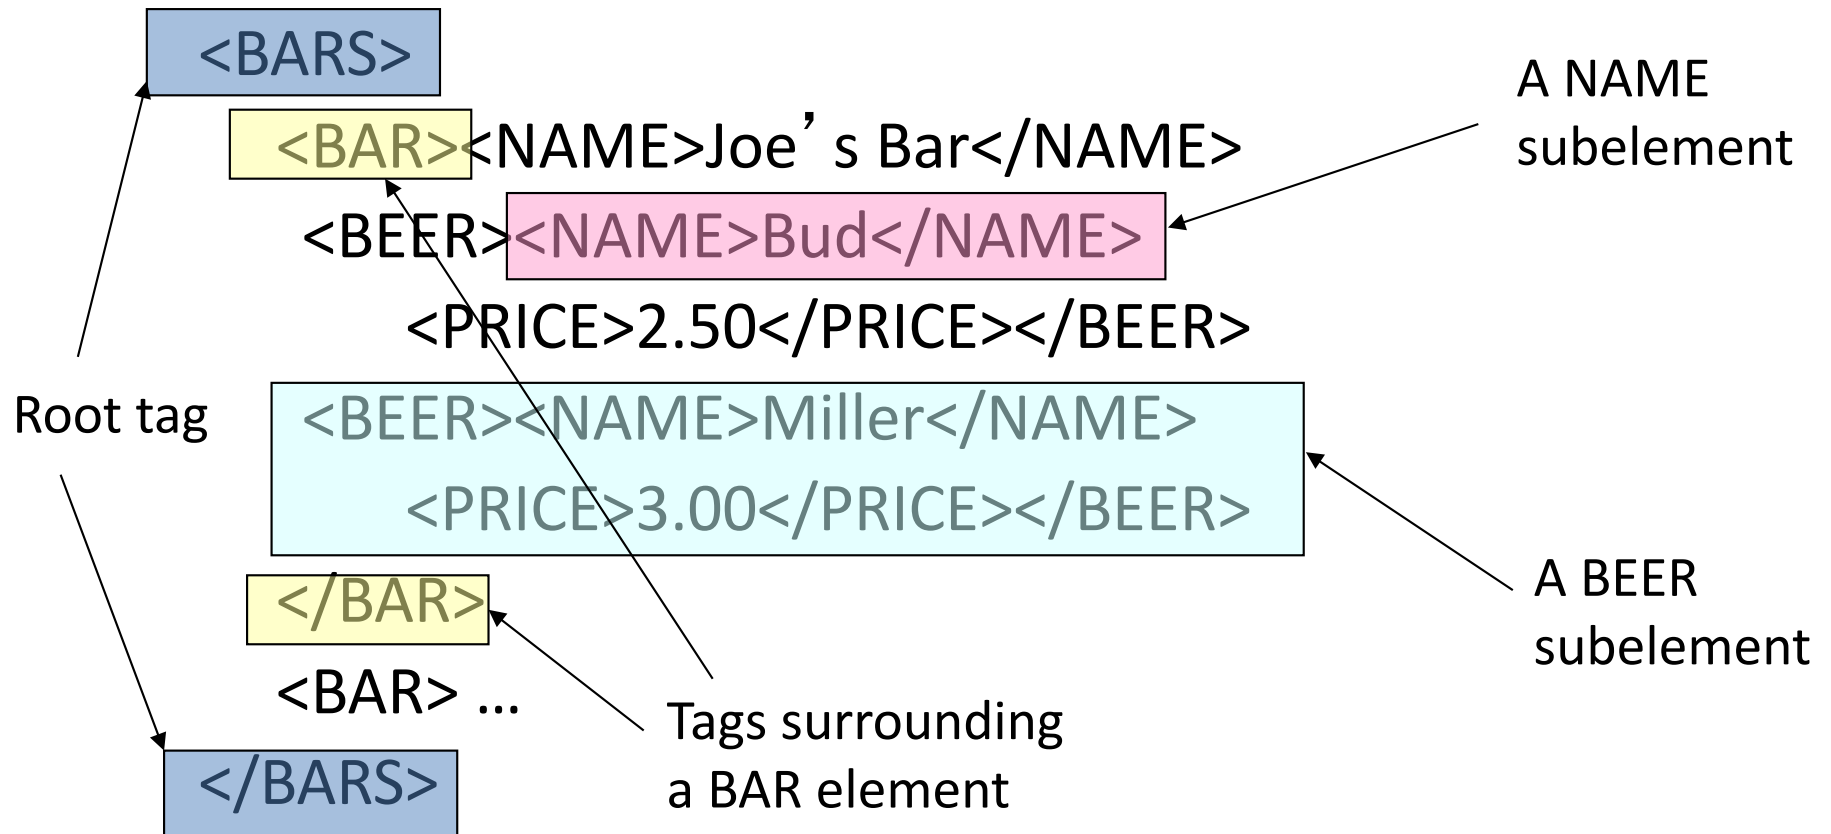 <BARS>
A NAME
subelement
<BAR><NAME>Joe’s Bar</NAME>
<BEER><NAME>Bud</NAME>
<PRICE>2.50</PRICE></BEER>
Root tag
<BEER><NAME>Miller</NAME>
<PRICE>3.00</PRICE></BEER>
</BAR>
A BEER
subelement
<BAR> ...
Tags surrounding
a BAR element
</BARS>